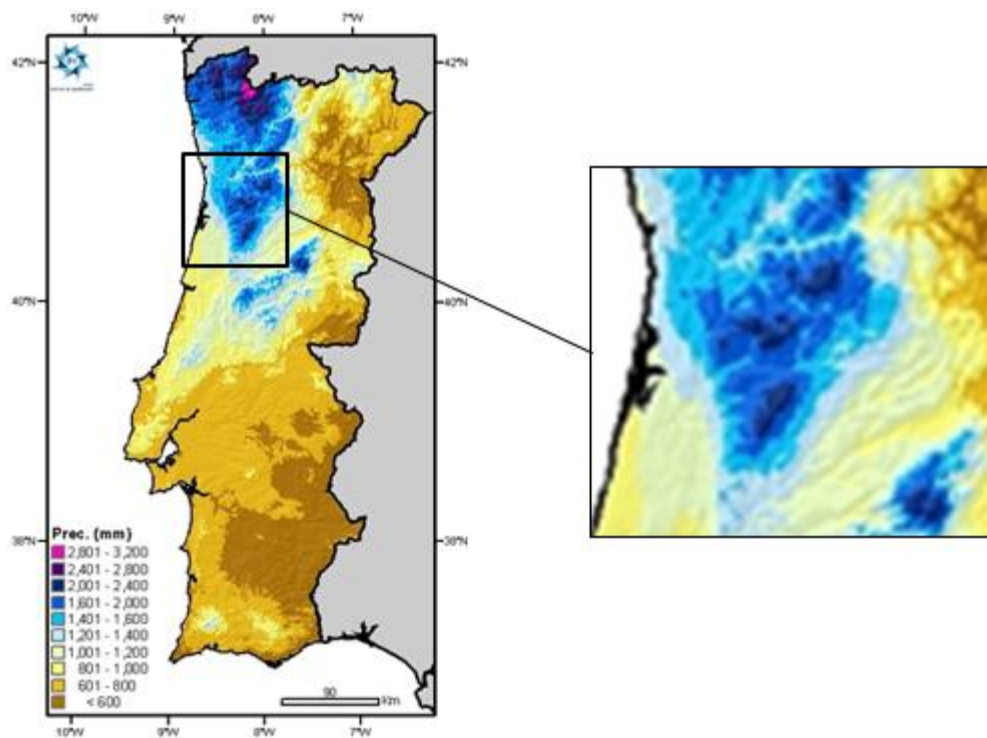 10°W 9°W 8°W 7°W
42°N 42°N
40°N 40°N
38°N 38°N
Prec. (mm)
2,801 - 3,200
2,401 - 2,800
2,001 - 2,400
1,601 - 2,000
1,401 - 1,600
1,201 - 1,400
1,001 - 1,200
801 - 1,000
601 - 800
< 600
90
Km
10°W 9°W 8°W 7°W